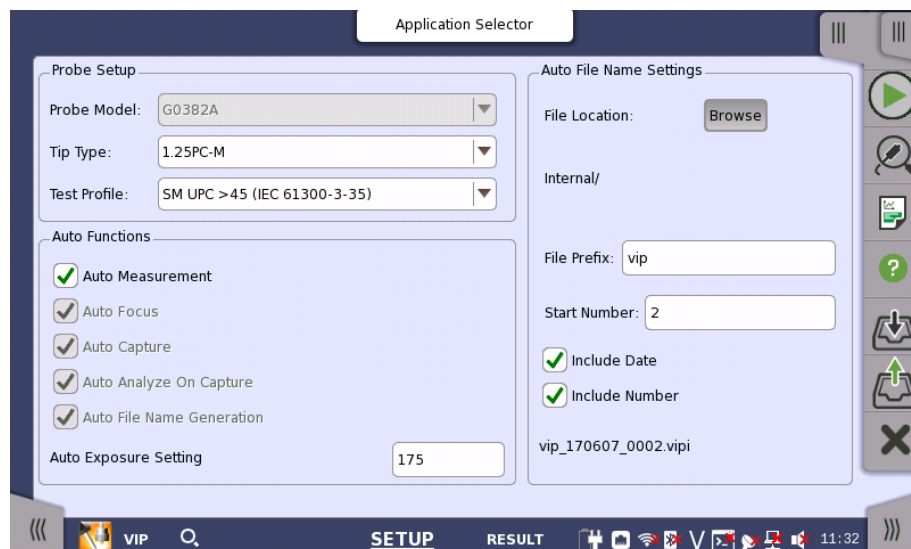 Application Selector
Probe Setup
Probe Model: G0382A
Tip Type: 1.25PC-M
Test Profile: SM UPC >45 (IEC 61300-3-35)
Auto Functions
Auto Measurement
Auto Focus
Auto Capture
Auto Analyze On Capture
Auto File Name Generation
Auto Exposure Setting 175
Auto File Name Settings
File Location: Browse
Internal/
File Prefix: vip
Start Number: 2
Include Date
Include Number
vip_170607_0002.vipi
VIP SETUP RESULT 11:32